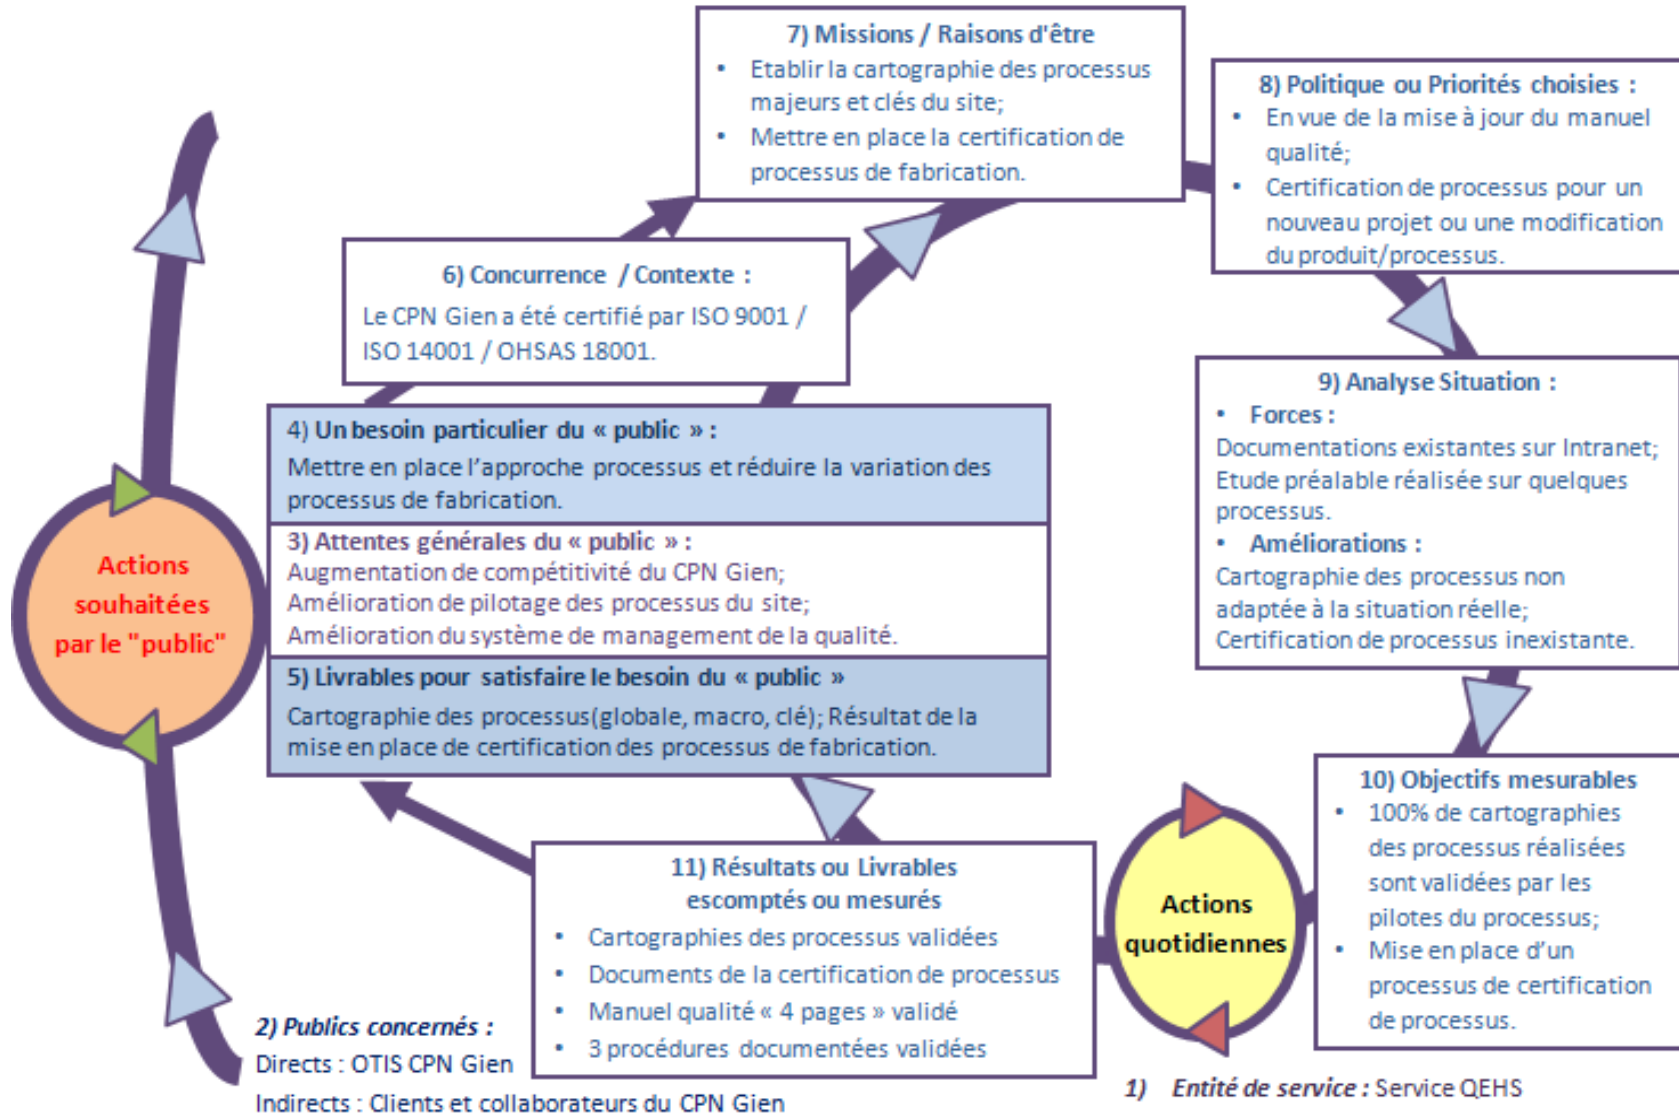 7) Missions / Raisons d'être
• Etablir la cartographie des processus
majeurs et clés du site;
• Mettre en place la certification de
processus de fabrication.
8) Politique ou Priorités choisies :
• En vue de la mise à jour du manuel
qualité;
• Certification de processus pour un
nouveau projet ou une modification
du produit/processus.
6) Concurrence / Contexte :
Le CPN Gien a été certifié par ISO 9001 /
ISO 14001 / OHSAS 18001.
9) Analyse Situation :
• Forces :
Documentations existantes sur Intranet;
Etude préalable réalisée sur quelques
processus.
• Améliorations :
Cartographie des processus non
adaptée à la situation réelle;
Certification de processus inexistante.
4) Un besoin particulier du « public » :
Mettre en place l'approche processus et réduire la variation des
processus de fabrication.
3) Attentes générales du « public » :
Augmentation de compétitivité du CPN Gien;
Amélioration de pilotage des processus du site;
Amélioration du système de management de la qualité.
5) Livrables pour satisfaire le besoin du « public »
Cartographie des processus(globale, macro, clé); Résultat de la
mise en place de certification des processus de fabrication.
Actions
souhaitées
par le "public"
10) Objectifs mesurables
• 100% de cartographies
des processus réalisées
sont validées par les
pilotes du processus;
• Mise en place d'un
processus de certification
de processus.
Actions
quotidiennes
11) Résultats ou Livrables
escomptés ou mesurés
• Cartographies des processus validées
• Documents de la certification de processus
• Manuel qualité « 4 pages » validé
• 3 procédures documentées validées
2) Publics concernés :
Directs : OTIS CPN Gien
Indirects : Clients et collaborateurs du CPN Gien
1) Entité de service : Service QEHS